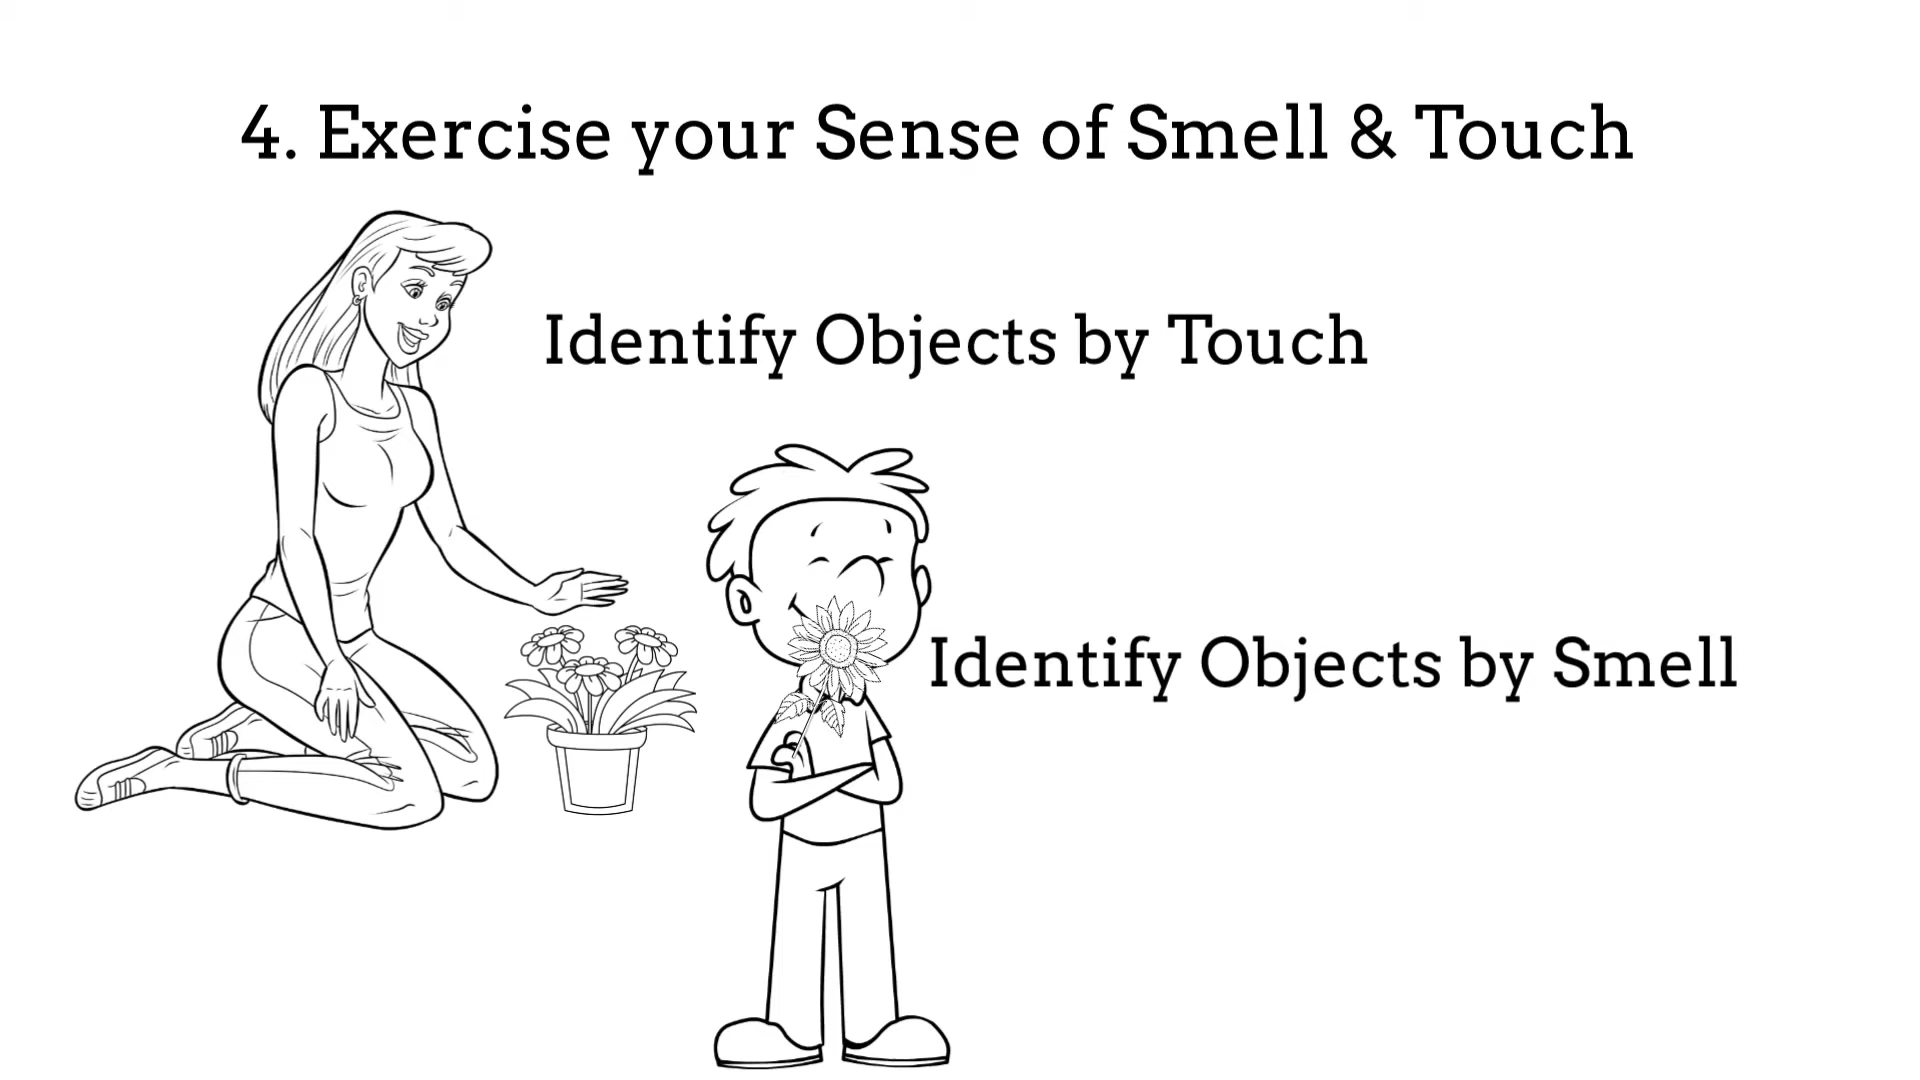 4. Exercise your Sense of Smell & Touch
Identify Objects by Touch
Identify Objects by Smell